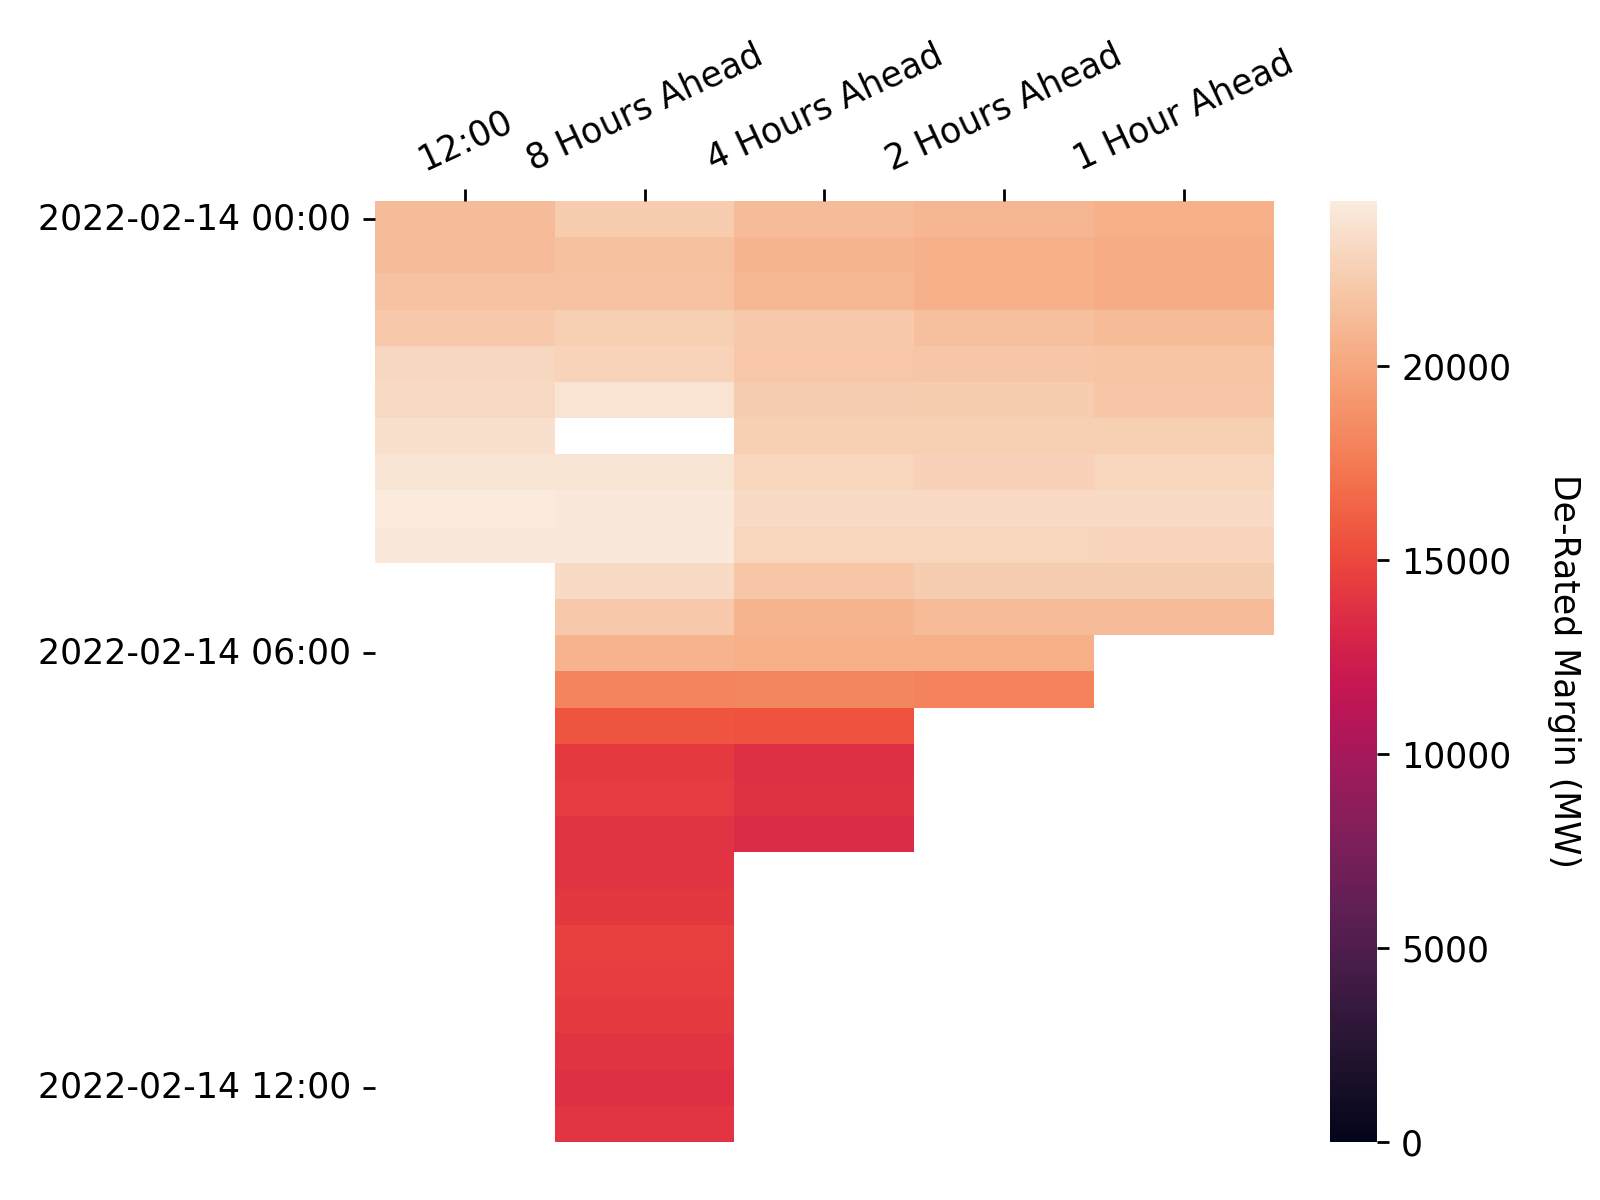 12:00
8 Hours Ahead
4 Hours Ahead
2 Hours Ahead
1 Hour Ahead
2022-02-14 00:00
2022-02-14 06:00
2022-02-14 12:00
20000
15000
10000
5000
0
De-Rated Margin (MW)